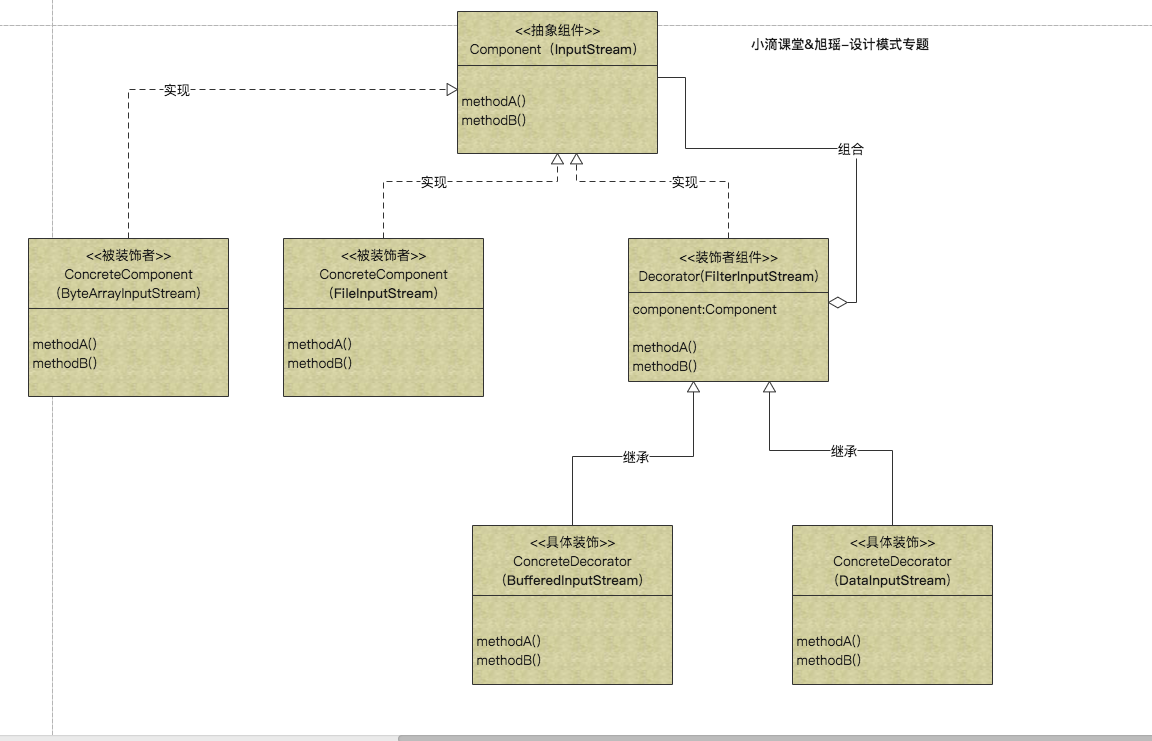 <<抽象组件>>
Component（InputStream）
methodA()
methodB()
小滴课堂&旭瑶-设计模式专题
实现
组合
实现
实现
<<被装饰者>>
ConcreteComponent
（ByteArrayInputStream）
methodA()
methodB()
<<被装饰者>>
ConcreteComponent
（FileInputStream）
methodA()
methodB()
<<装饰者组件>>
Decorator(FilterInputStream）
component:Component
methodA()
methodB()
继承
继承
<<具体装饰>>
ConcreteDecorator
（BufferedInputStream）
methodA()
methodB()
<<具体装饰>>
ConcreteDecorator
（DataInputStream）
methodA()
methodB()